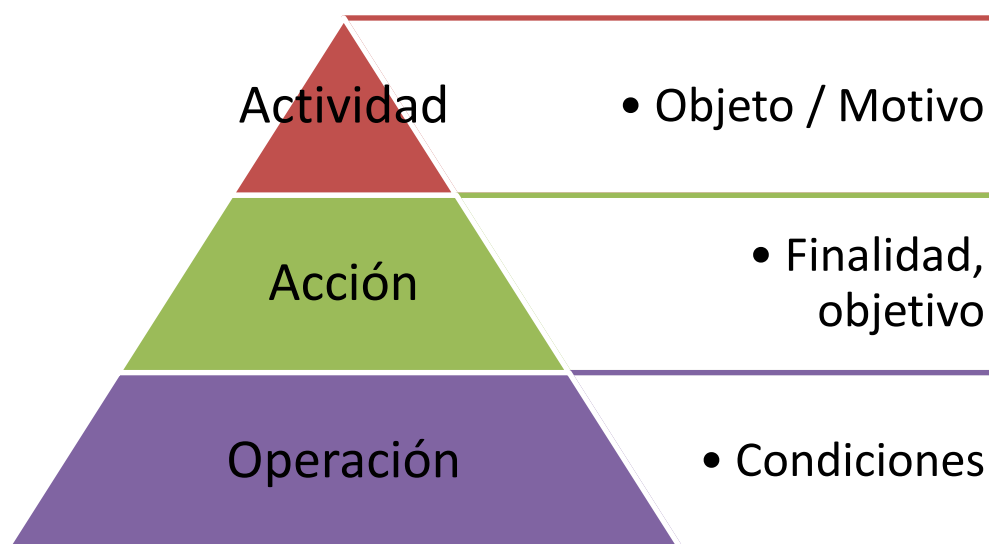 Actividad
• Objeto / Motivo
Acción
• Finalidad,
objetivo
Operación
• Condiciones